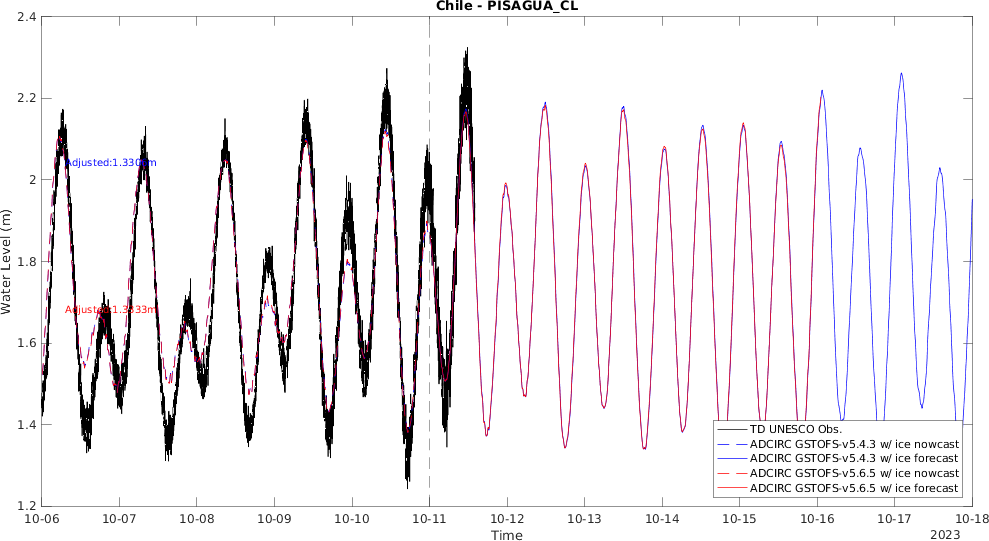 Chile - PISAGUA_CL
2.4
2.2
2
1.8
1.6
1.4
1.2
Water Level (m)
Adjusted:1.330
Adjusted:1.3333m
TD UNESCO Obs.
ADCIRC GSTOFS-v5.4.3 w/ ice nowcast
ADCIRC GSTOFS-v5.4.3 w/ ice forecast
ADCIRC GSTOFS-v5.6.5 w/ ice nowcast
ADCIRC GSTOFS-v5.6.5 w/ ice forecast
10-06 10-07 10-08 10-09 10-10 10-11 10-12 10-13 10-14 10-15 10-16 10-17 10-18
Time
2023